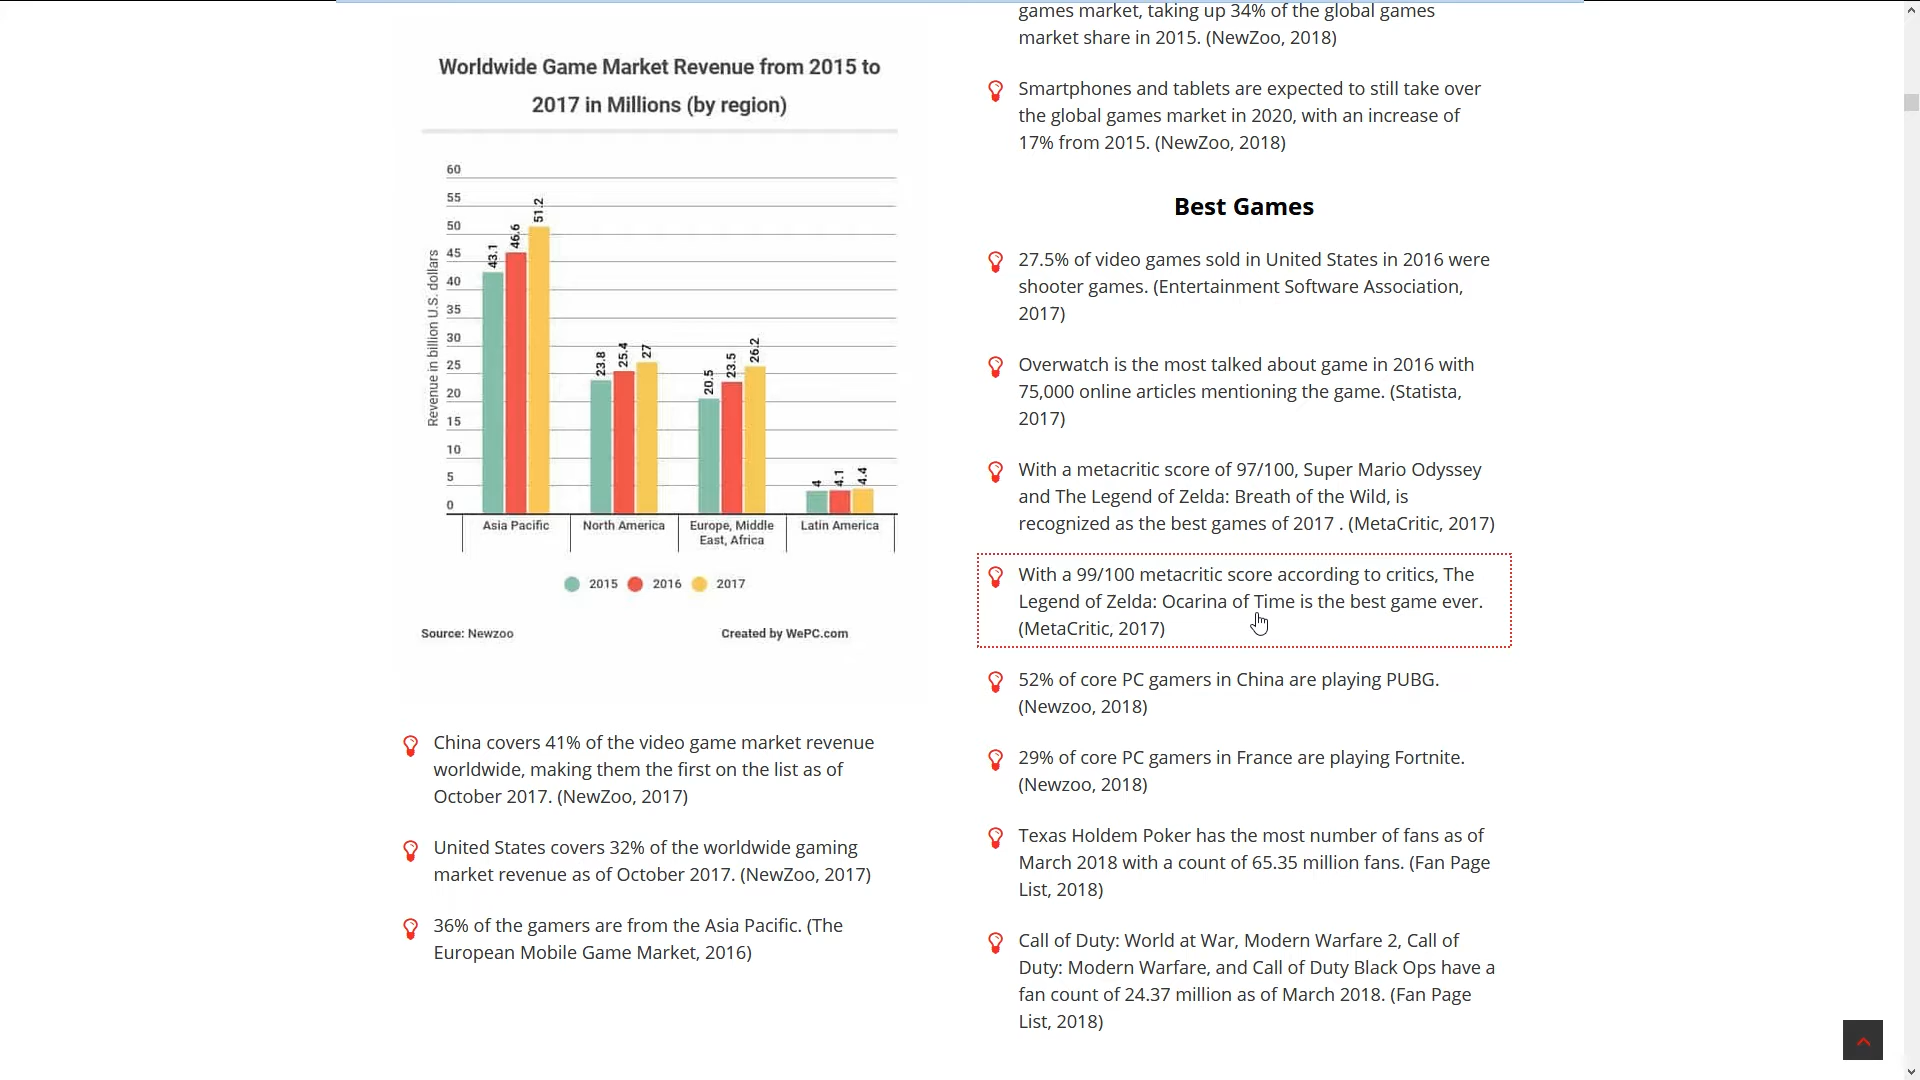 Worldwide Game Market Revenue from 2015 to
2017 in Millions (by region)
Revenue in billion U.S. dollars
60
55
50
45
40
35
30
25
20
15
10
5
0
43.1
46.6
51.2
23.8
25.4
27
20.5
23.5
26.2
4
4.1
4.4
Asia Pacific
North America
Europe, Middle
East, Africa
Latin America
2015 2016 2017
Source: Newzoo
Created by WePC.com
China covers 41% of the video game market revenue
worldwide, making them the first on the list as of
October 2017. (NewZoo, 2017)
United States covers 32% of the worldwide gaming
market revenue as of October 2017. (NewZoo, 2017)
36% of the gamers are from the Asia Pacific. (The
European Mobile Game Market, 2016)
games market, taking up 34% of the global games
market share in 2015. (NewZoo, 2018)
Smartphones and tablets are expected to still take over
the global games market in 2020, with an increase of
17% from 2015. (NewZoo, 2018)
Best Games
27.5% of video games sold in United States in 2016 were
shooter games. (Entertainment Software Association,
2017)
Overwatch is the most talked about game in 2016 with
75,000 online articles mentioning the game. (Statista,
2017)
With a metacritic score of 97/100, Super Mario Odyssey
and The Legend of Zelda: Breath of the Wild, is
recognized as the best games of 2017 . (MetaCritic, 2017)
With a 99/100 metacritic score according to critics, The
Legend of Zelda: Ocarina of Time is the best game ever.
(MetaCritic, 2017)
52% of core PC gamers in China are playing PUBG.
(Newzoo, 2018)
29% of core PC gamers in France are playing Fortnite.
(Newzoo, 2018)
Texas Holdem Poker has the most number of fans as of
March 2018 with a count of 65.35 million fans. (Fan Page
List, 2018)
Call of Duty: World at War, Modern Warfare 2, Call of
Duty: Modern Warfare, and Call of Duty Black Ops have a
fan count of 24.37 million as of March 2018. (Fan Page
List, 2018)